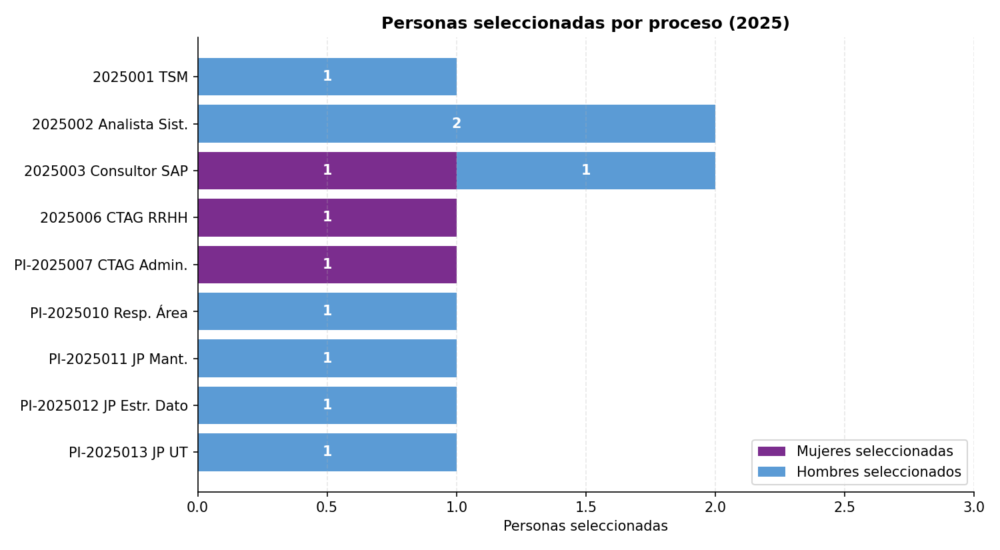 Personas seleccionadas por proceso (2025)
2025001 TSM
1
2025002 Analista Sist.
2
2025003 Consultor SAP
1
1
2025006 CTAG RRHH
1
PI-2025007 CTAG Admin.
1
PI-2025010 Resp. Área
1
PI-2025011 JP Mant.
1
PI-2025012 JP Estr. Dato
1
PI-2025013 JP UT
1
Mujeres seleccionadas
Hombres seleccionados
0.0
0.5
1.0
1.5
2.0
2.5
3.0
Personas seleccionadas